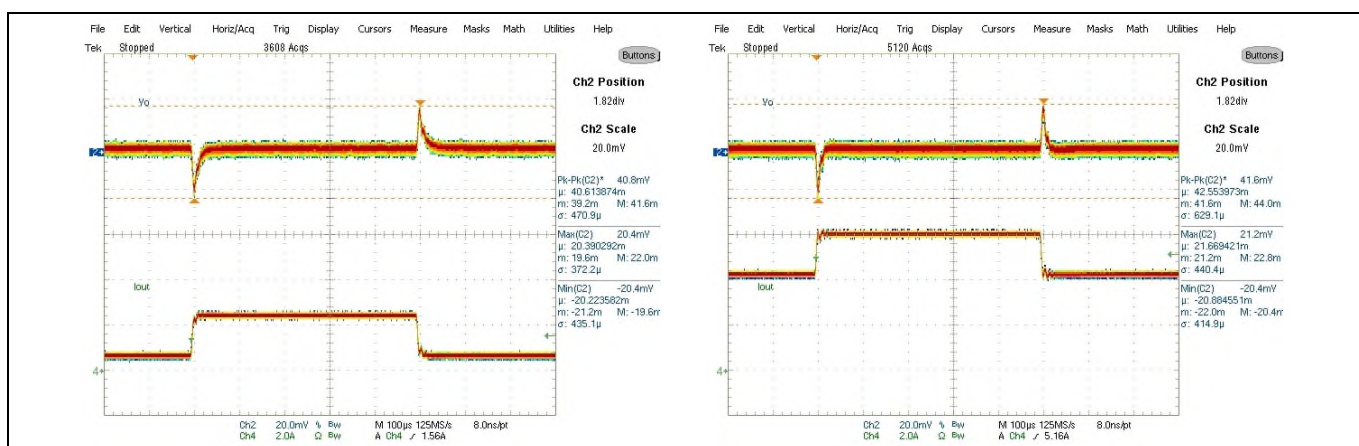 File Edit Vertical Horiz/Acq Trig Display Cursors Measure Masks Math Utilities Help
Tek Stopped 3608 Acqs
Buttons
Ch2 Position
1.82div
Ch2 Scale
20.0mV
Vo
2
Pk-Pk(C2)* 40.8mV
µ: 40.613874m
m: 39.2m M: 41.6m
σ: 470.9µ
Max(C2) 20.4mV
µ: 20.390292m
m: 19.6m M: 22.0m
σ: 372.2µ
Min(C2) -20.4mV
µ: -20.223582m
m: -21.2m M: -19.6m
σ: 435.1µ
Iout
4
Ch2 20.0mV % Bw M 100µs 125MS/s 8.0ns/pt
Ch4 2.0A Ω Bw A Ch4 ∕ 1.56A
File Edit Vertical Horiz/Acq Trig Display Cursors Measure Masks Math Utilities Help
Tek Stopped 5120 Acqs
Buttons
Ch2 Position
1.82div
Ch2 Scale
20.0mV
Vo
2
Pk-Pk(C2)* 41.6mV
µ: 42.553973m
m: 41.6m M: 44.0m
σ: 629.1µ
Max(C2) 21.2mV
µ: 21.669421m
m: 21.2m M: 22.8m
σ: 440.4µ
Min(C2) -20.4mV
µ: -20.884551m
m: -22.0m M: -20.4m
σ: 414.9µ
Iout
4
Ch2 20.0mV % Bw M 100µs 125MS/s 8.0ns/pt
Ch4 2.0A Ω Bw A Ch4 ∕ 5.16A